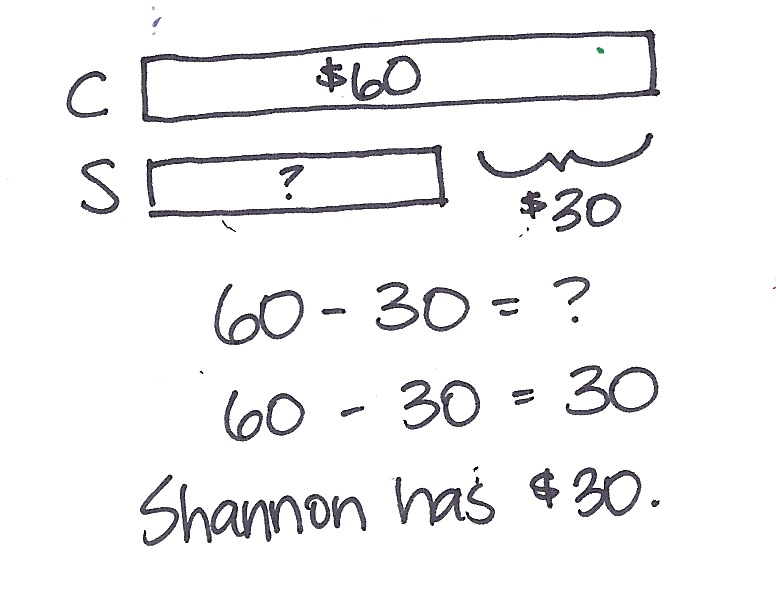 C $60
S ?
$30
60 - 30 = ?
60 - 30 = 30
Shannon has $30.